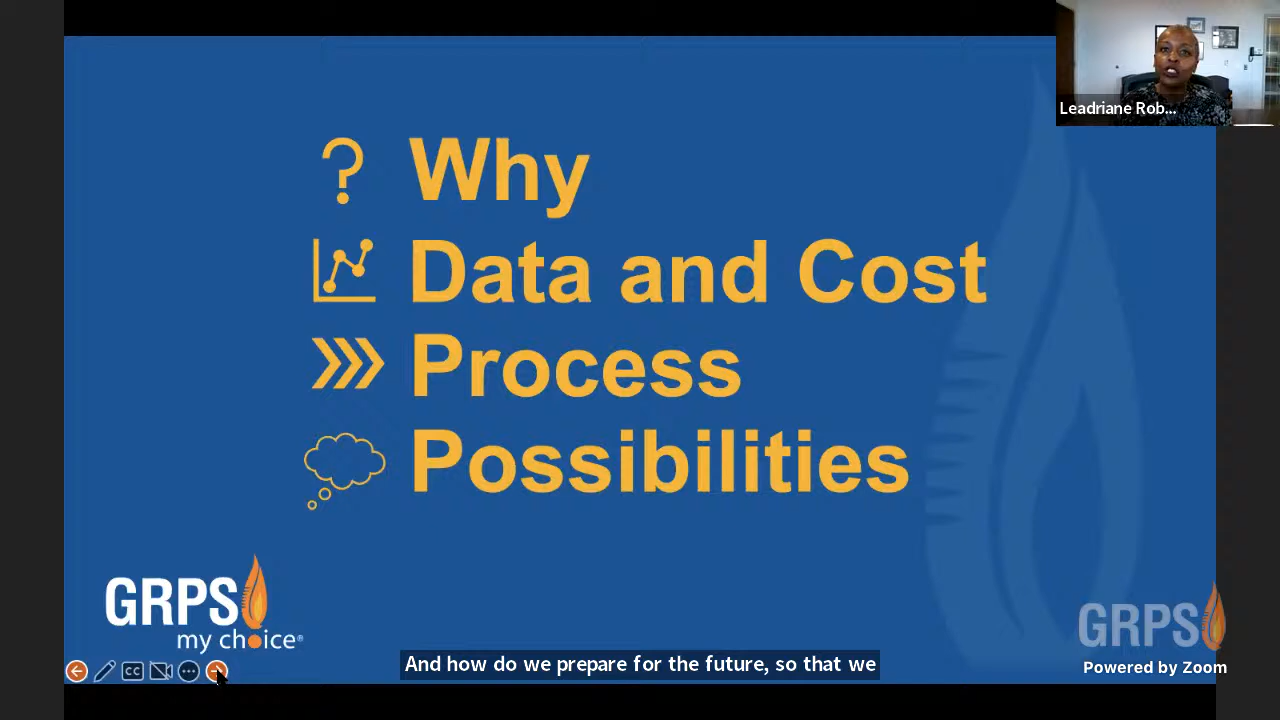 Leadriane Rob...
? Why
Data and Cost
Process
Possibilities
GRPS
my choice®
GRPS
And how do we prepare for the future, so that we
Powered by Zoom
CC